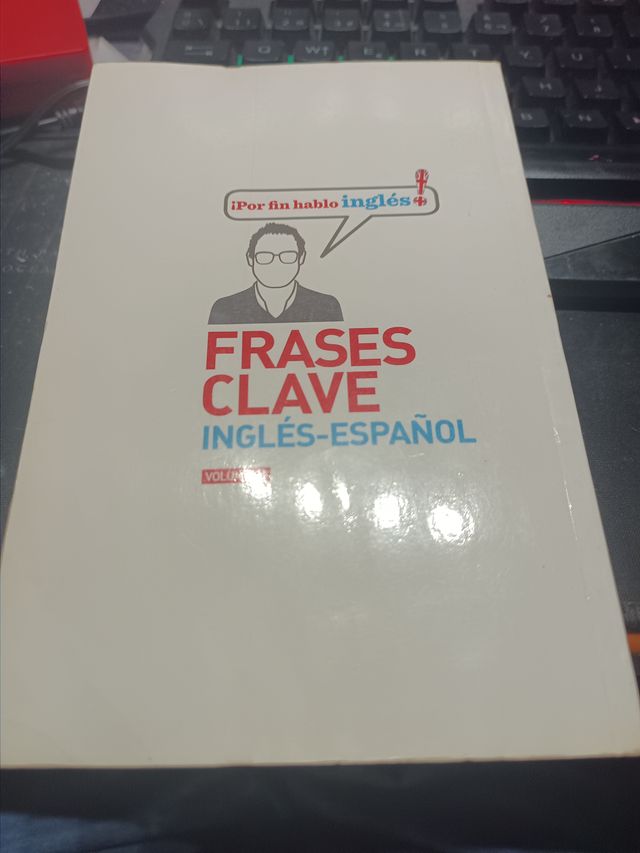 ¡Por fin hablo inglés!
FRASES
CLAVE
INGLÉS-ESPAÑOL